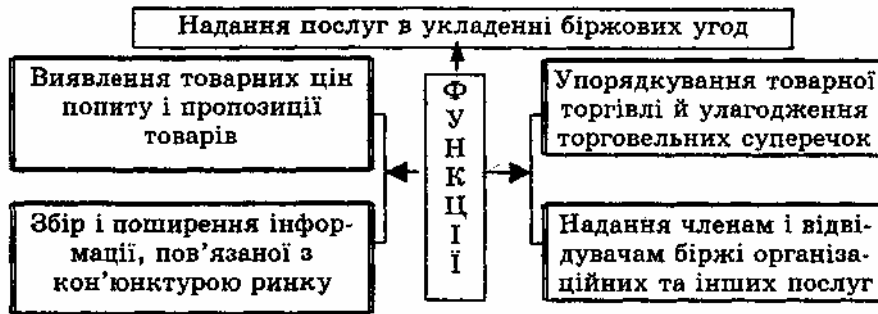 Надання послуг в укладенні біржових угод
Виявлення товарних цін
попиту і пропозиції
товарів
Збір і поширення інфор-
мації, пов’язаної з
кон’юнктурою ринку
Ф
У
Н
К
Ц
І
Ї
Упорядкування товарної
торгівлі й улагодження
торговельних суперечок
Надання членам і відві-
дувачам біржі організа-
ційних та інших послуг